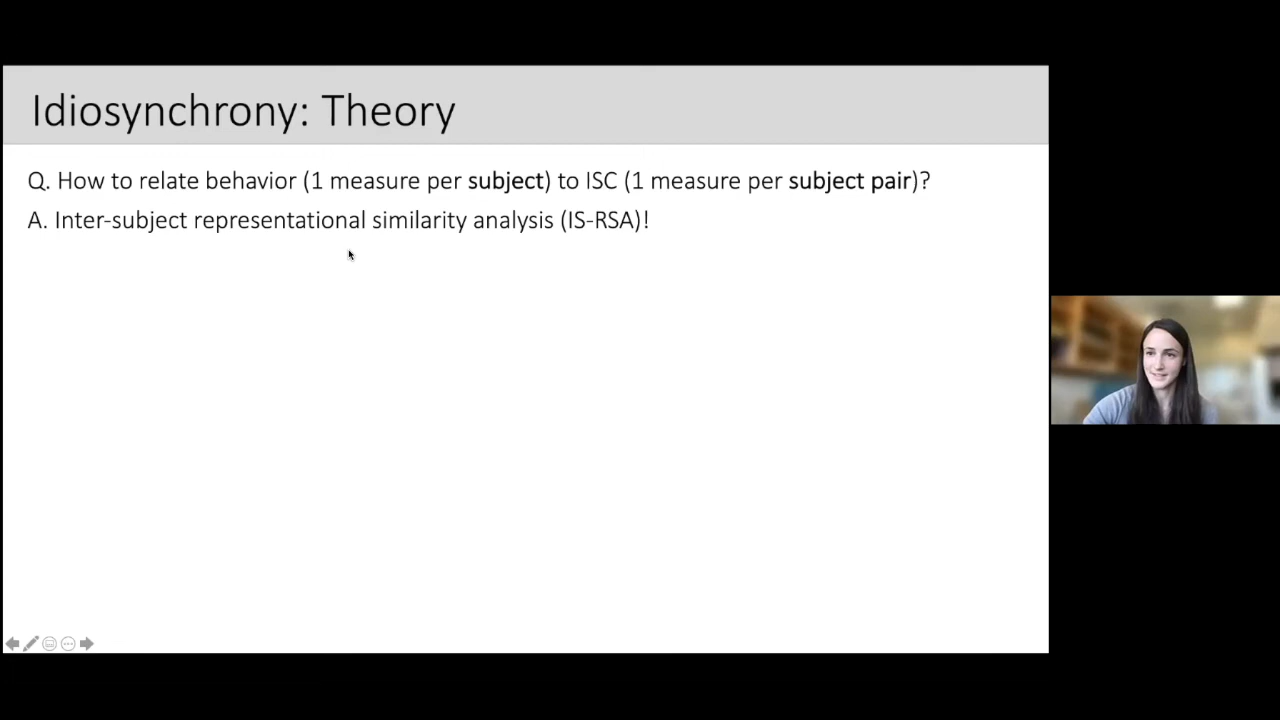 Idiosynchrony: Theory
Q. How to relate behavior (1 measure per subject) to ISC (1 measure per subject pair)?
A. Inter-subject representational similarity analysis (IS-RSA)!